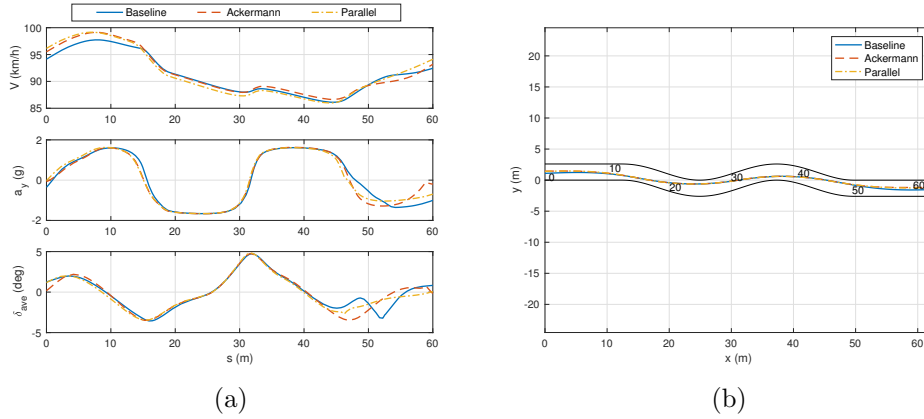 Baseline Ackermann Parallel
100
95
90
85
V (km/h)
0 10 20 30 40 50 60
2
0
-2
a_y (g)
0 10 20 30 40 50 60
5
0
-5
δ_ave (deg)
0 10 20 30 40 50 60
s (m)
(a)
Baseline
Ackermann
Parallel
20
15
10
5
0
-5
-10
-15
-20
y (m)
0 10 20 30 40 50 60
0 10 20 30 40 50 60
x (m)
(b)